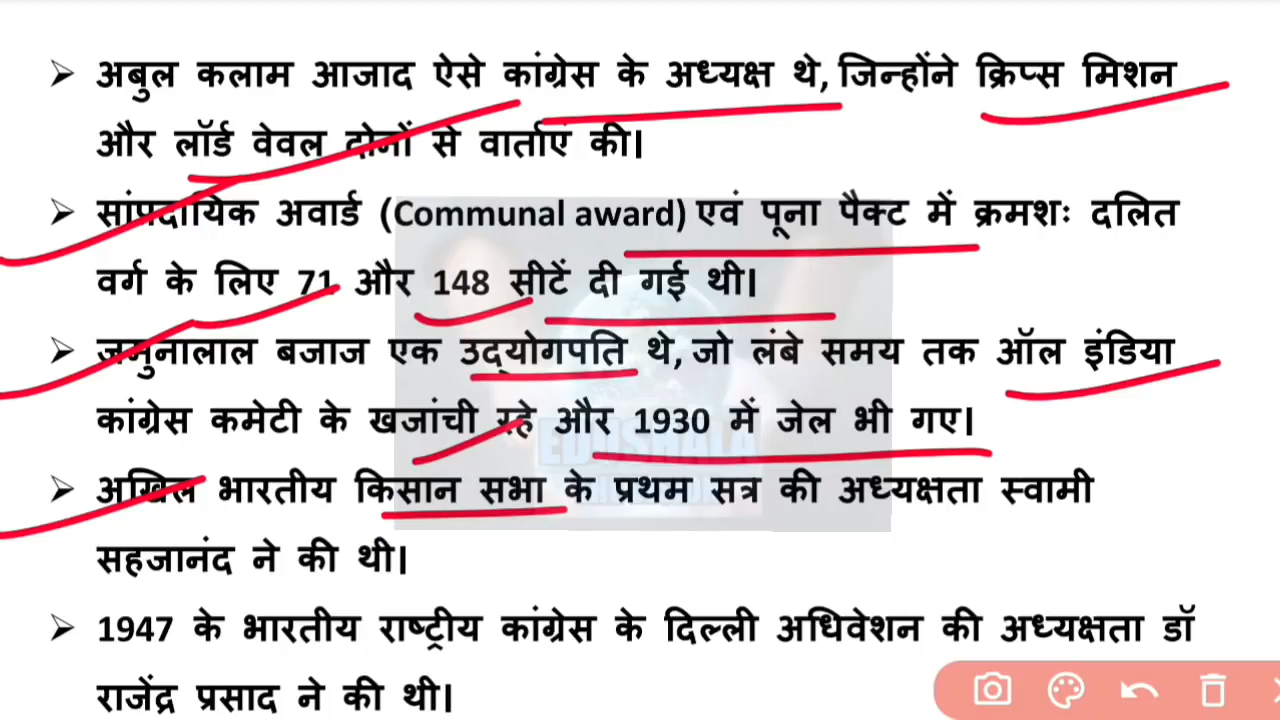 ➢ अबुल कलाम आजाद ऐसे कांग्रेस के अध्यक्ष थे, जिन्होंने क्रिप्स मिशन
और लॉर्ड वेवल दोनों से वार्ताएं की।
➢ सांप्रदायिक अवार्ड (Communal award) एवं पूना पैक्ट में क्रमशः दलित
वर्ग के लिए 71 और 148 सीटें दी गई थी।
➢ जमुनालाल बजाज एक उद्योगपति थे, जो लंबे समय तक ऑल इंडिया
कांग्रेस कमेटी के खजांची रहे और 1930 में जेल भी गए।
➢ अखिल भारतीय किसान सभा के प्रथम सत्र की अध्यक्षता स्वामी
सहजानंद ने की थी।
➢ 1947 के भारतीय राष्ट्रीय कांग्रेस के दिल्ली अधिवेशन की अध्यक्षता डॉ
राजेंद्र प्रसाद ने की थी।
EDUSHALA